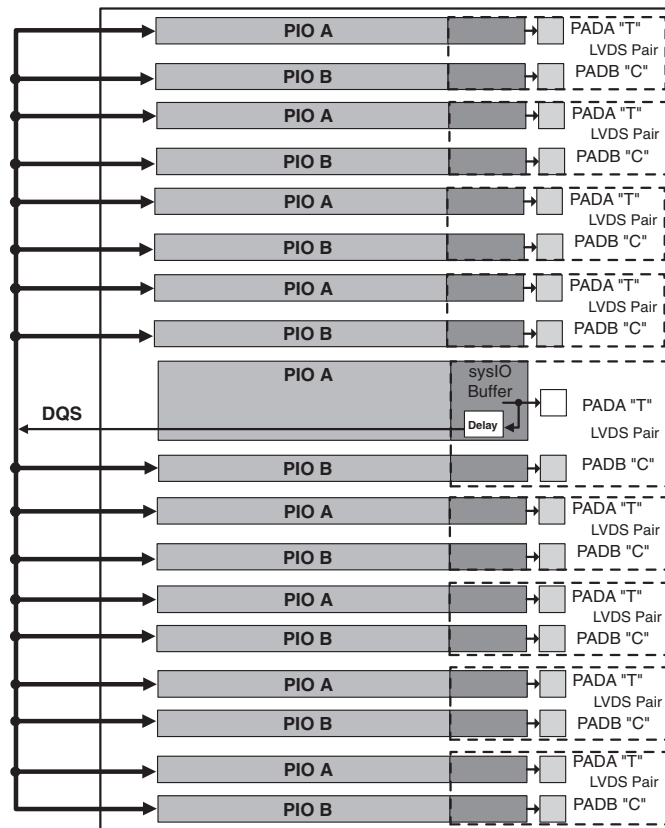 PIO A PADA "T"
LVDS Pair
PIO B PADB "C"
PIO A PADA "T"
LVDS Pair
PIO B PADB "C"
PIO A PADA "T"
LVDS Pair
PIO B PADB "C"
PIO A PADA "T"
LVDS Pair
PIO B PADB "C"
PIO A sysIO
Buffer
PADA "T"
DQS Delay
LVDS Pair
PIO B PADB "C"
PIO A PADA "T"
LVDS Pair
PIO B PADB "C"
PIO A PADA "T"
LVDS Pair
PIO B PADB "C"
PIO A PADA "T"
LVDS Pair
PIO B PADB "C"
PIO A PADA "T"
LVDS Pair
PIO B PADB "C"